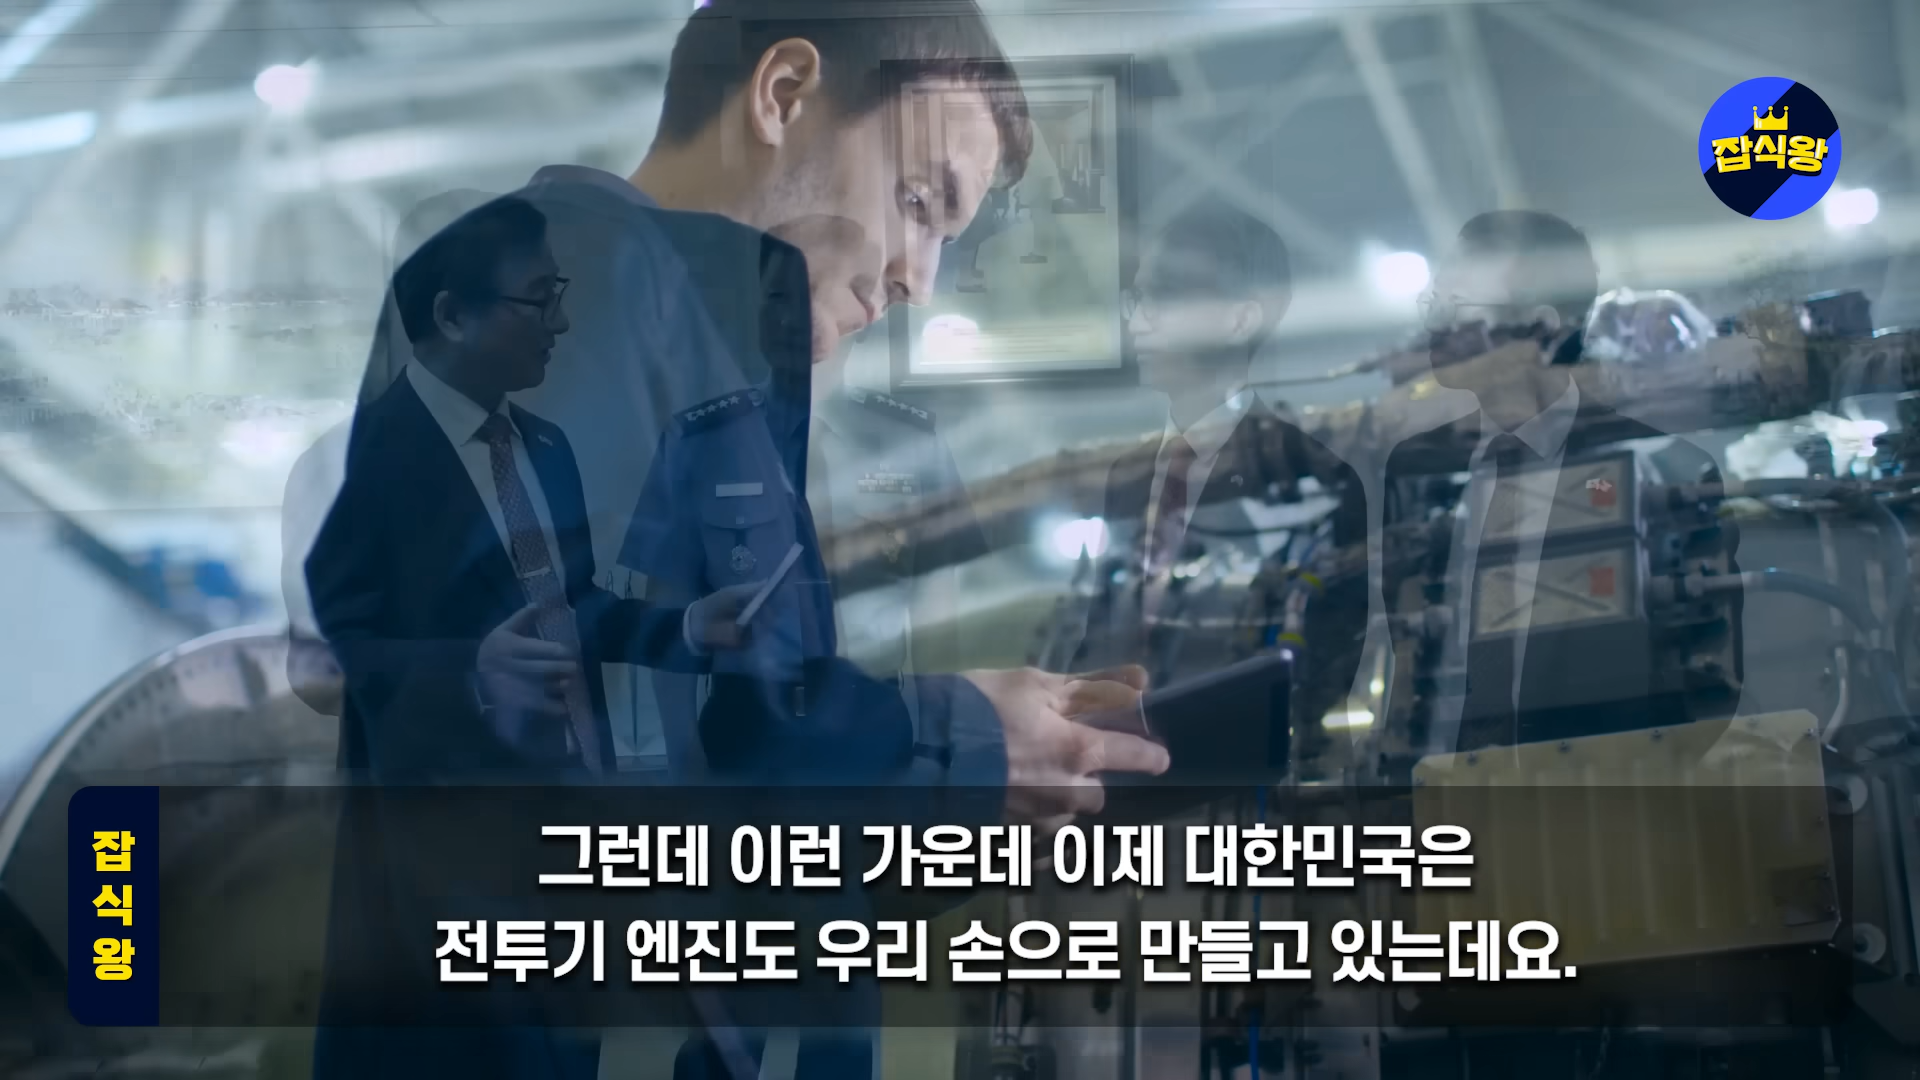 잡식왕
잡식왕
그런데 이런 가운데 이제 대한민국은
전투기 엔진도 우리 손으로 만들고 있는데요.